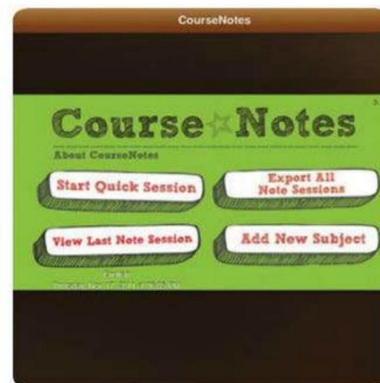 CourseNotes
Course Notes
About CourseNotes
Start Quick Session
Export All
Note Sessions
View Last Note Session
Add New Subject